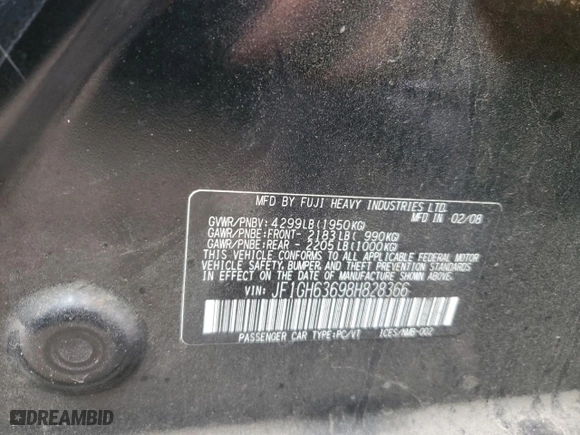 MFD BY FUJI HEAVY INDUSTRIES LTD.
MFD IN 02/08
GVWR/PNBV: 4299LB(1950KG)
GAWR/PNBE:FRONT- 2183LB( 990KG)
GAWR/PNBE:REAR - 2205LB(1000KG)
THIS VEHICLE CONFORMS TO ALL APPLICABLE FEDERAL MOTOR
VEHICLE SAFETY, BUMPER, AND THEFT PREVENTION STANDARDS
IN EFFECT ON THE DATE OF MANUFACTURE SHOWN ABOVE.
VIN: JF1GH63698H828366
PASSENGER CAR TYPE:PC/VT ICES/NMB-002
DREAMBID